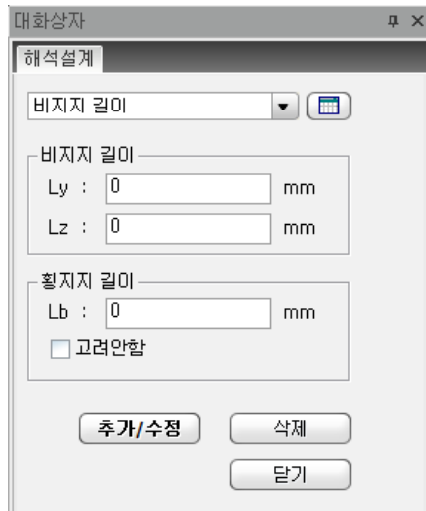 대화상자
해석설계
비지지 길이
비지지 길이
Ly : 0 mm
Lz : 0 mm
횡지지 길이
Lb : 0 mm
고려안함
추가/수정 삭제
닫기